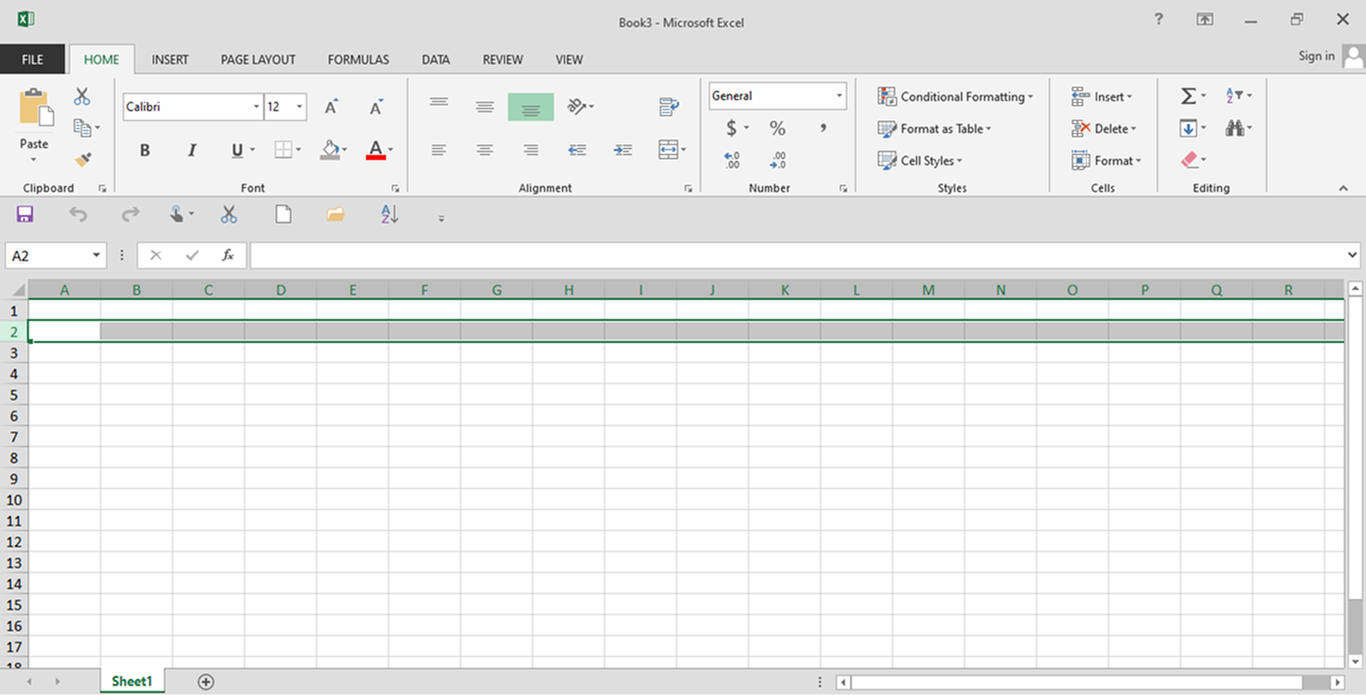 Book3 - Microsoft Excel
?
FILE HOME INSERT PAGE LAYOUT FORMULAS DATA REVIEW VIEW Sign in
Paste
Clipboard
Calibri 12 A A
B I U A
Font
Alignment
General
$ % ,
.0 .00
.00 .0
Number
Conditional Formatting
Format as Table
Cell Styles
Styles
Insert
Delete
Format
Cells
Σ A Z
Editing
A Z
A2 fx
A B C D E F G H I J K L M N O P Q R
1
2
3
4
5
6
7
8
9
10
11
12
13
14
15
16
17
18
Sheet1